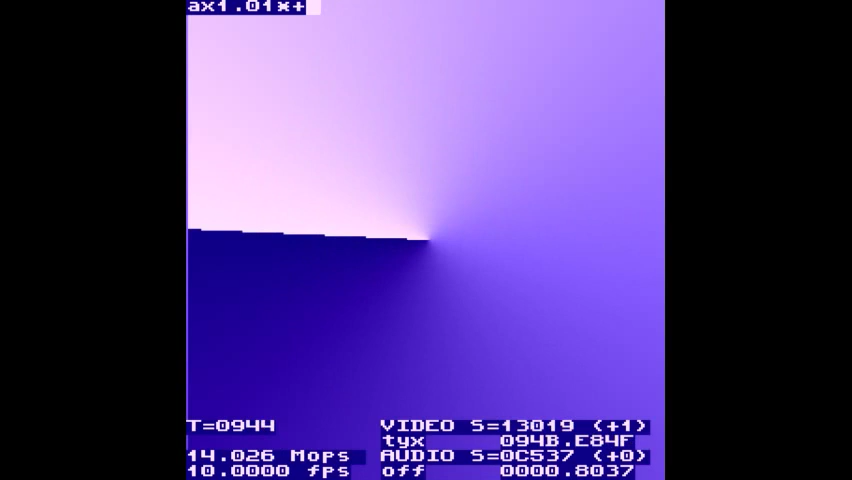 ax1.01*+
T=0944 VIDEO S=13019 (+1)
tyx 094B.E84F
14.026 Mops AUDIO S=0C537 (+0)
10.0000 fps off 0000.8037